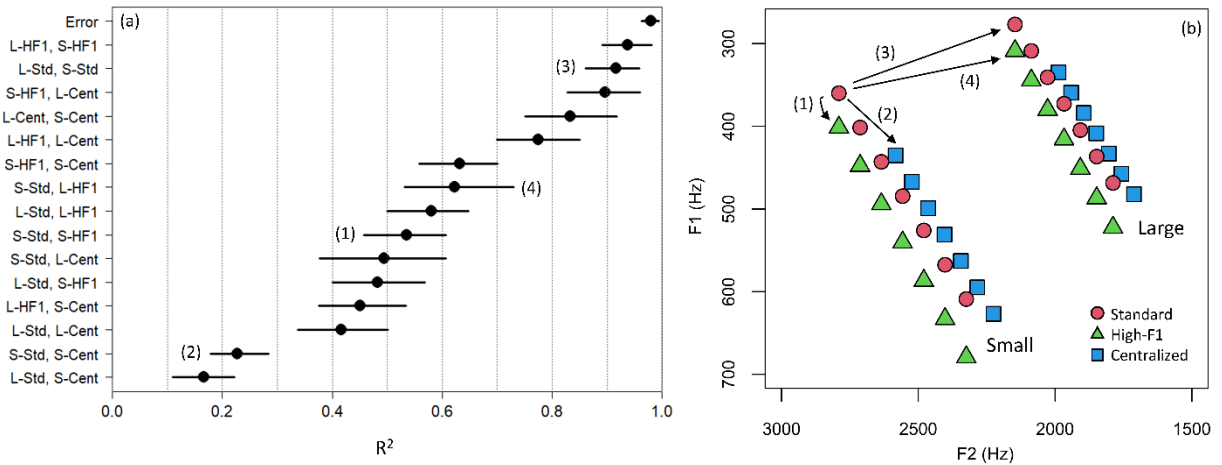 (a)
Error
L-HF1, S-HF1
L-Std, S-Std
(3)
S-HF1, L-Cent
L-Cent, S-Cent
L-HF1, L-Cent
S-HF1, S-Cent
S-Std, L-HF1
(4)
L-Std, L-HF1
S-Std, S-HF1
(1)
S-Std, L-Cent
L-Std, S-HF1
L-HF1, S-Cent
L-Std, L-Cent
S-Std, S-Cent
(2)
L-Std, S-Cent
0.0 0.2 0.4 0.6 0.8 1.0
R²
(b)
300
400
500
600
700
F1 (Hz)
(3)
(4)
(1)
(2)
Large
Small
Standard
High-F1
Centralized
3000 2500 2000 1500
F2 (Hz)